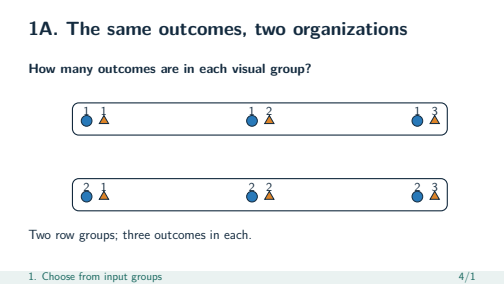 1A. The same outcomes, two organizations
How many outcomes are in each visual group?
1 1 1 2 1 3
2 1 2 2 2 3
Two row groups; three outcomes in each.
1. Choose from input groups 4/1